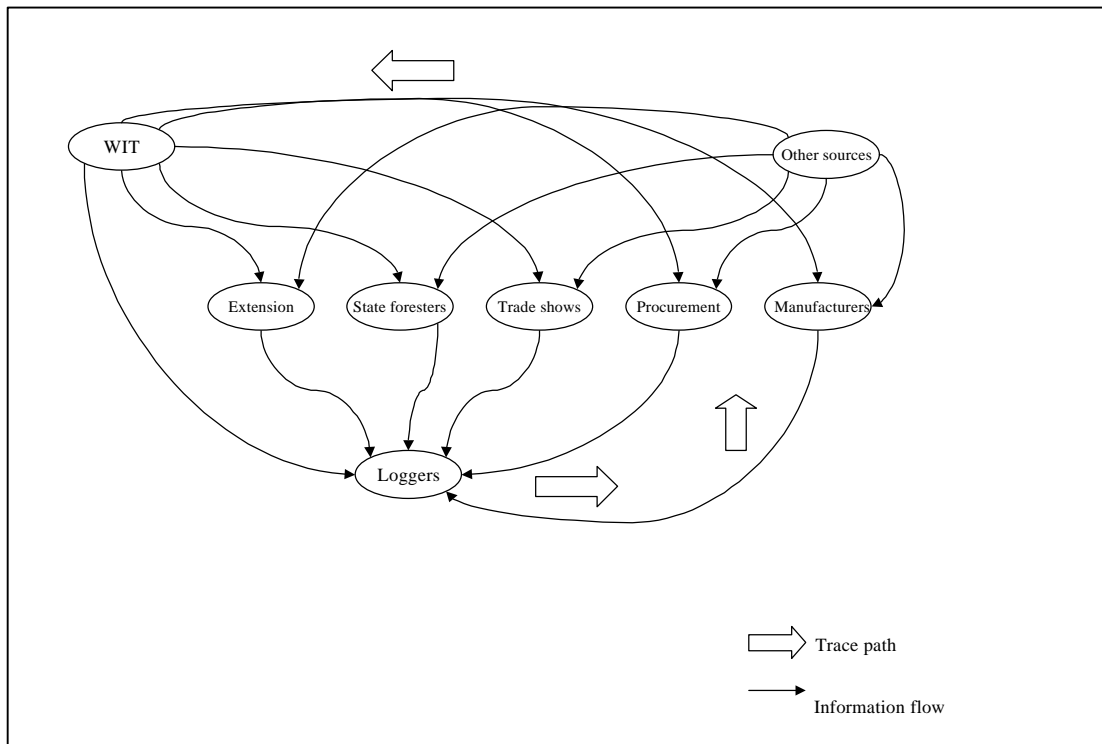 WIT
Other sources
Extension
State foresters
Trade shows
Procurement
Manufacturers
Loggers
Trace path
Information flow